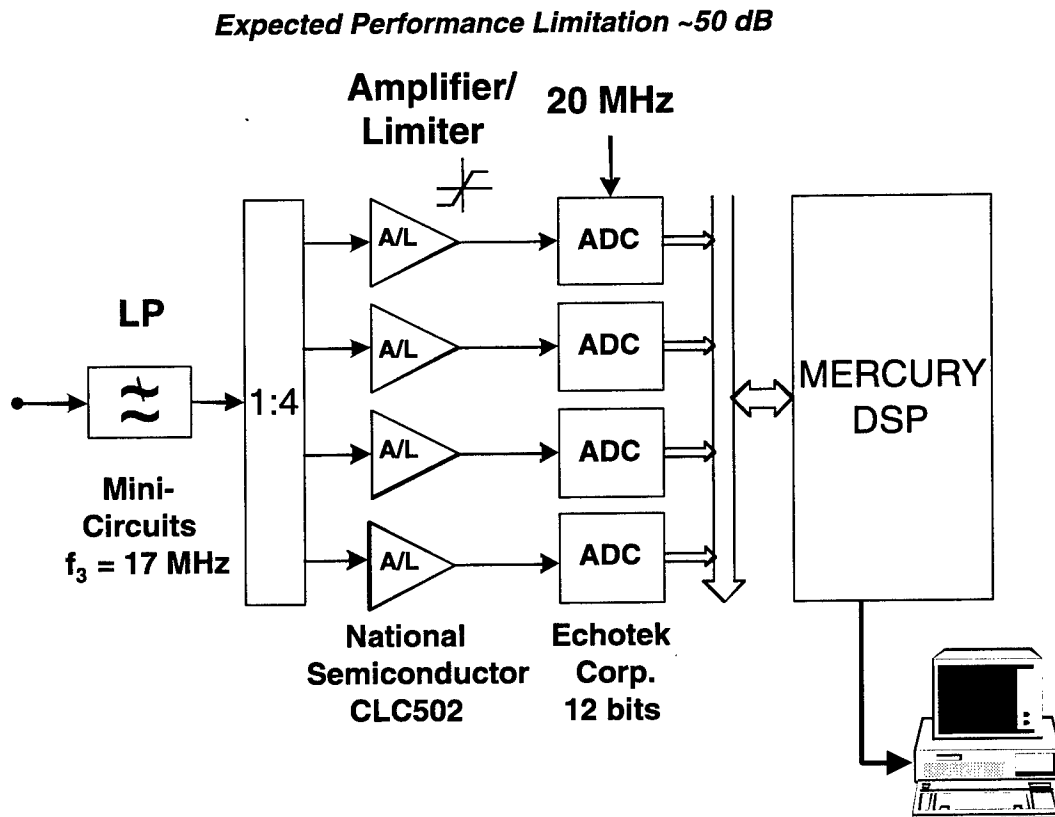 Expected Performance Limitation ~50 dB
Amplifier/
Limiter
20 MHz
LP
1:4
A/L
ADC
A/L
ADC
A/L
ADC
A/L
ADC
MERCURY
DSP
Mini-
Circuits
f₃ = 17 MHz
National
Semiconductor
CLC502
Echotek
Corp.
12 bits